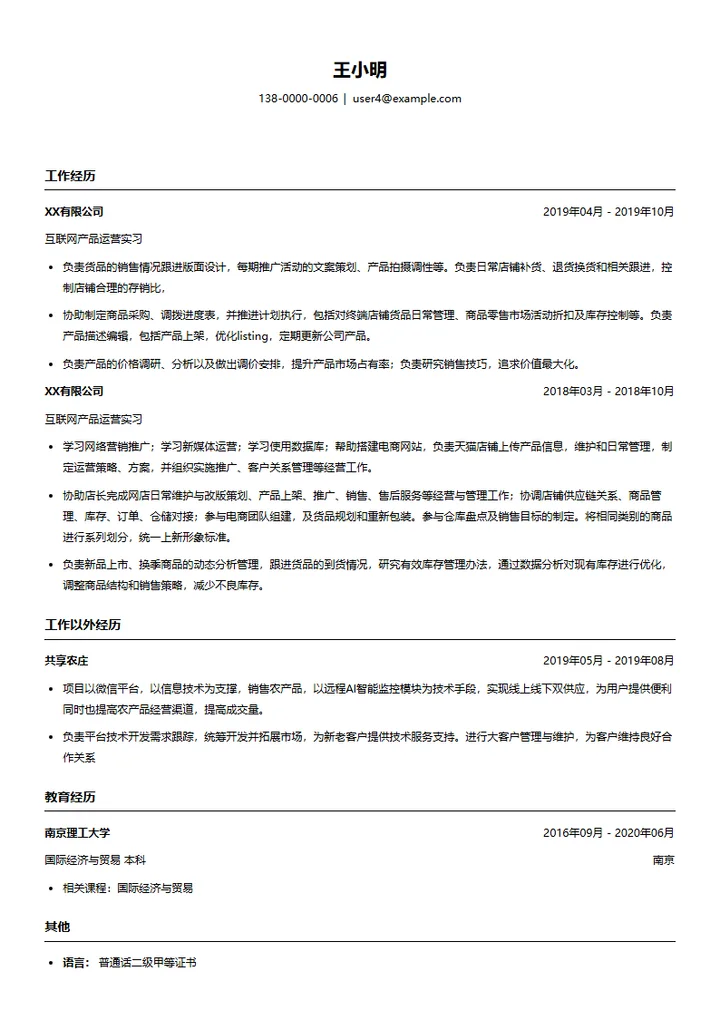 王小明
138-0000-0006 | user4@example.com
工作经历
XX有限公司 2019年04月 - 2019年10月
互联网产品运营实习
• 负责货品的销售情况跟进版面设计，每期推广活动的文案策划、产品拍摄调性等。负责日常店铺补货、退货换货和相关跟进，控
制店铺合理的存销比，
• 协助制定商品采购、调拨进度表，并推进计划执行，包括对终端店铺货品日常管理、商品零售市场活动折扣及库存控制等。负责
产品描述编辑，包括产品上架，优化listing，定期更新公司产品。
• 负责产品的价格调研、分析以及做出调价安排，提升产品市场占有率；负责研究销售技巧，追求价值最大化。
XX有限公司 2018年03月 - 2018年10月
互联网产品运营实习
• 学习网络营销推广；学习新媒体运营；学习使用数据库；帮助搭建电商网站，负责天猫店铺上传产品信息，维护和日常管理，制
定运营策略、方案，并组织实施推广、客户关系管理等经营工作。
• 协助店长完成网店日常维护与改版策划、产品上架、推广、销售、售后服务等经营与管理工作；协调店铺供应链关系、商品管
理、库存、订单、仓储对接；参与电商团队组建，及货品规划和重新包装。参与仓库盘点及销售目标的制定。将相同类别的商品
进行系列划分，统一上新形象标准。
• 负责新品上市、换季商品的动态分析管理，跟进货品的到货情况，研究有效库存管理办法，通过数据分析对现有库存进行优化，
调整商品结构和销售策略，减少不良库存。
工作以外经历
共享农庄 2019年05月 - 2019年08月
• 项目以微信平台，以信息技术为支撑，销售农产品，以远程AI智能监控模块为技术手段，实现线上线下双供应，为用户提供便利
同时也提高农产品经营渠道，提高成交量。
• 负责平台技术开发需求跟踪，统筹开发并拓展市场，为新老客户提供技术服务支持。进行大客户管理与维护，为客户维持良好合
作关系
教育经历
南京理工大学 2016年09月 - 2020年06月
国际经济与贸易 本科 南京
• 相关课程：国际经济与贸易
其他
• 语言： 普通话二级甲等证书